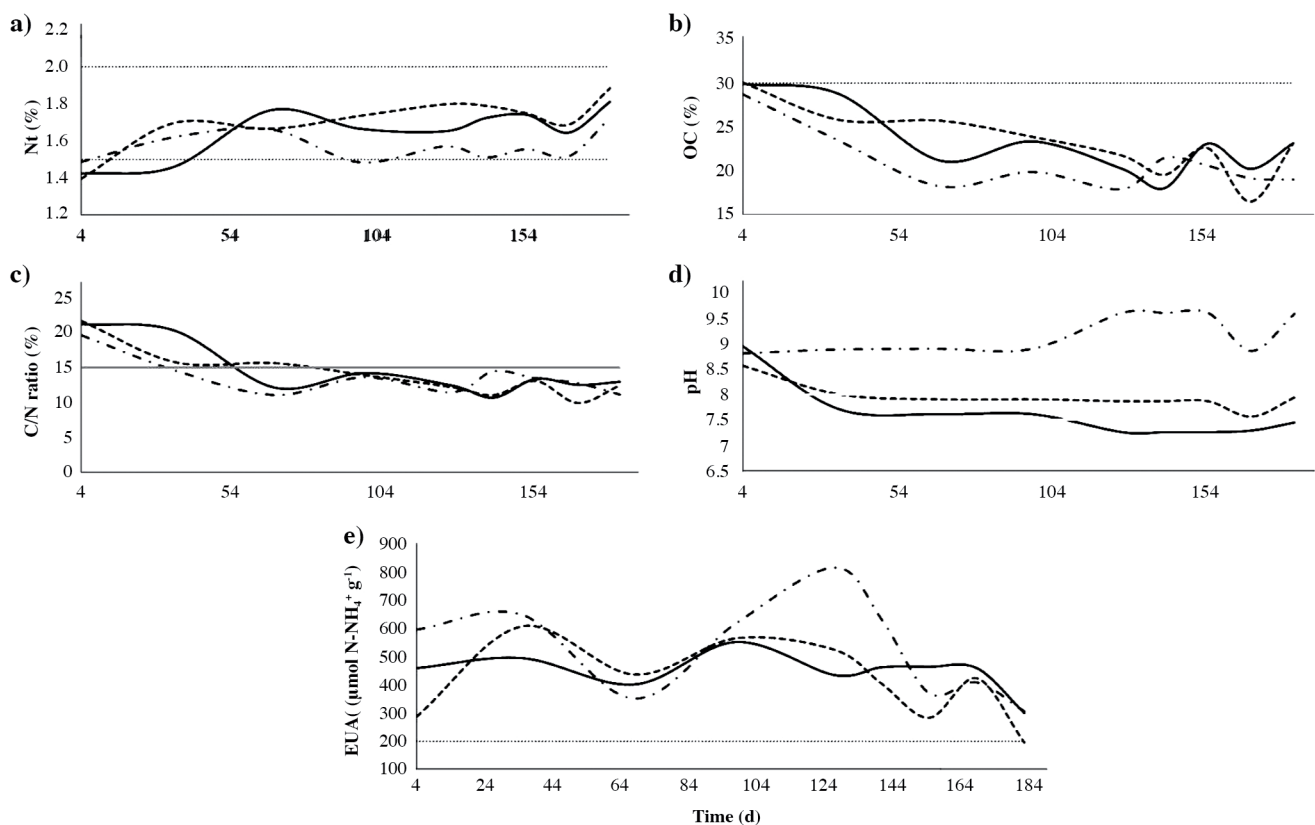 a)
Nt (%)
2.2
2.0
1.8
1.6
1.4
1.2
4 54 104 154
b)
OC (%)
35
30
25
20
15
4 54 104 154
c)
C/N ratio (%)
25
20
15
10
5
0
4 54 104 154
d)
pH
10
9.5
9
8.5
8
7.5
7
6.5
4 54 104 154
e)
EUA( (µmol N-NH₄⁺ g⁻¹)
900
800
700
600
500
400
300
200
100
4 24 44 64 84 104 124 144 164 184
Time (d)